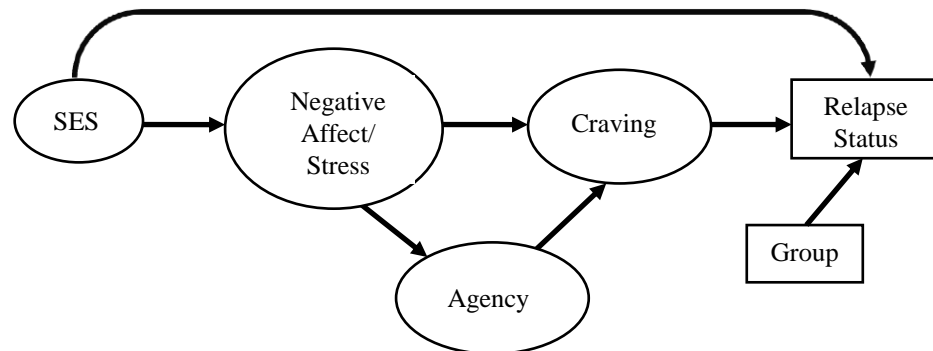 SES
Negative
Affect/
Stress
Craving
Relapse
Status
Group
Agency